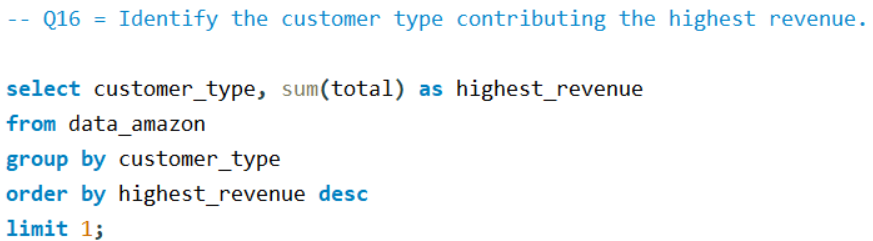 -- Q16 = Identify the customer type contributing the highest revenue.
select customer_type, sum(total) as highest_revenue
from data_amazon
group by customer_type
order by highest_revenue desc
limit 1;